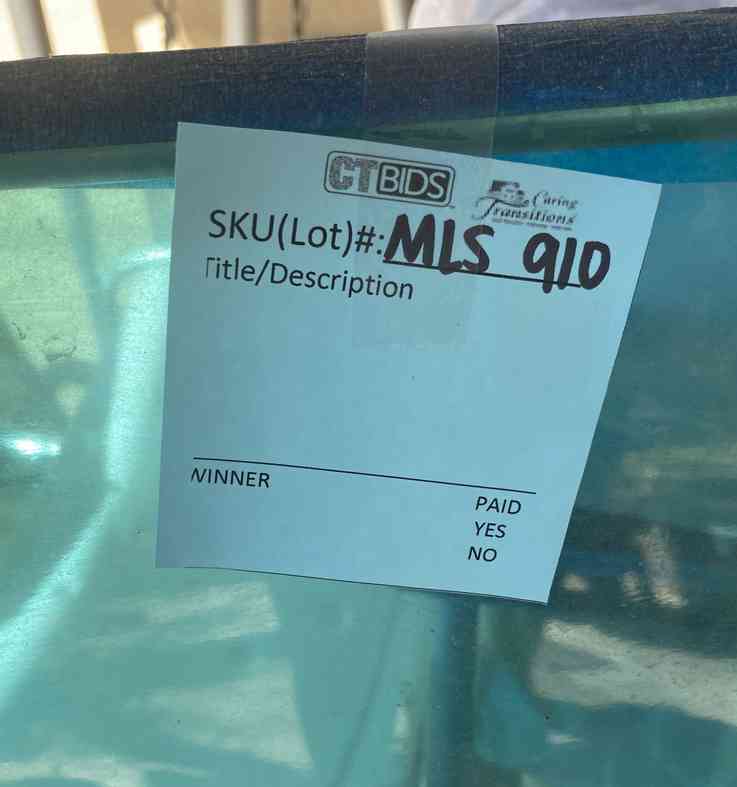 CTBIDS
Caring
Transitions
SKU(Lot)#: MLS 910
Title/Description
WINNER
PAID
YES
NO